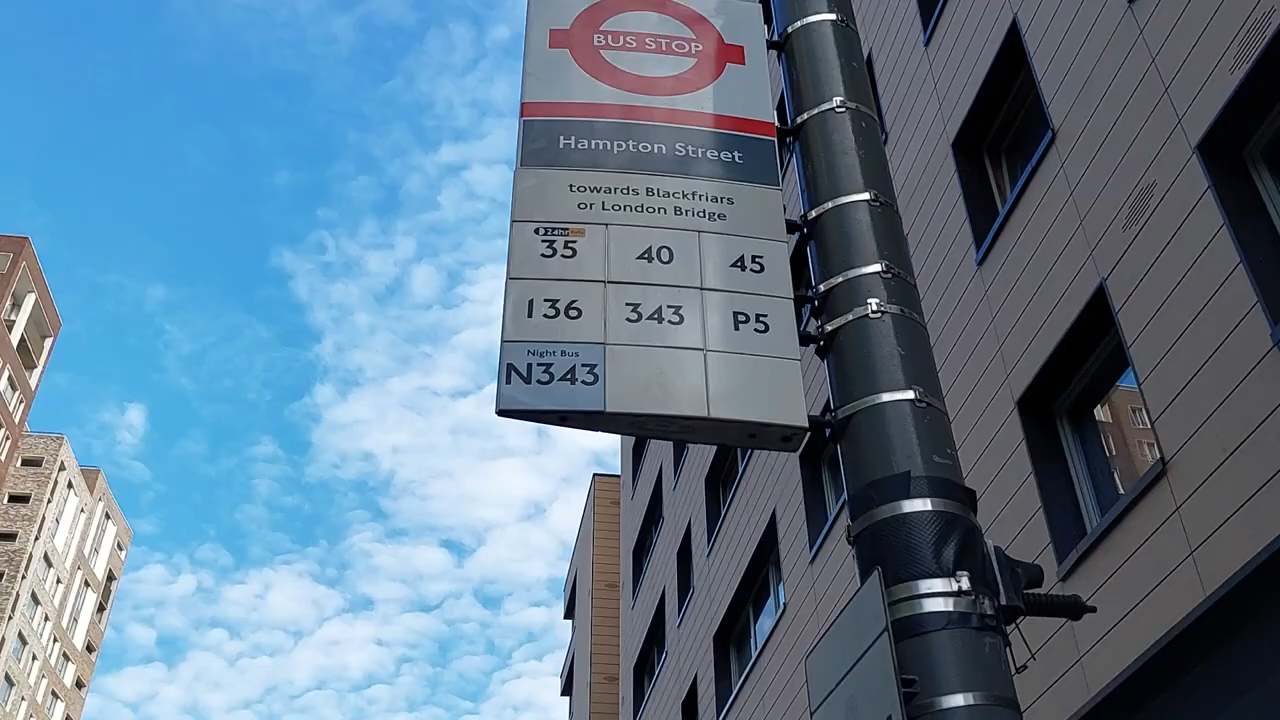 BUS STOP
Hampton Street
towards Blackfriars
or London Bridge
24hr
35 40 45
136 343 P5
Night Bus
N343